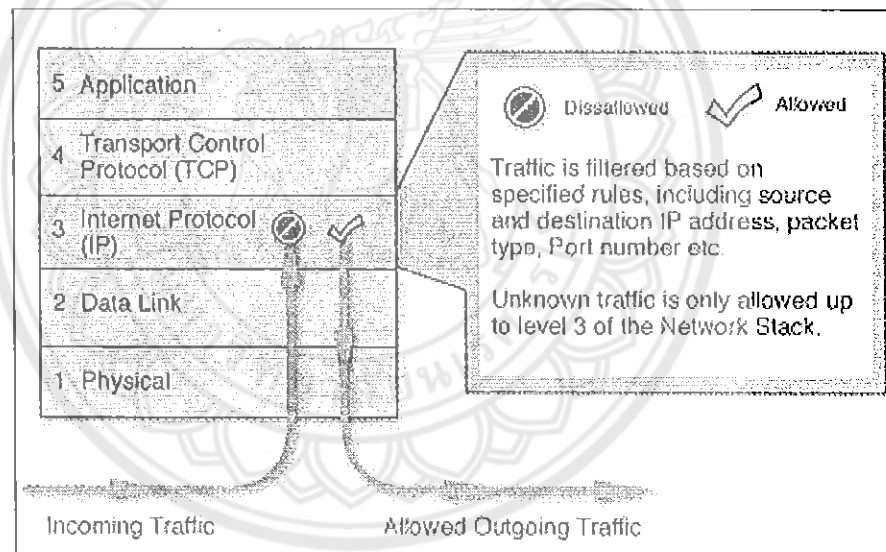 5 Application
4 Transport Control
Protocol (TCP)
3 Internet Protocol
(IP)
2 Data Link
1 Physical
Dissallowed
Allowed
Traffic is filtered based on
specified rules, including source
and destination IP address, packet
type, Port number etc.
Unknown traffic is only allowed up
to level 3 of the Network Stack.
Incoming Traffic
Allowed Outgoing Traffic